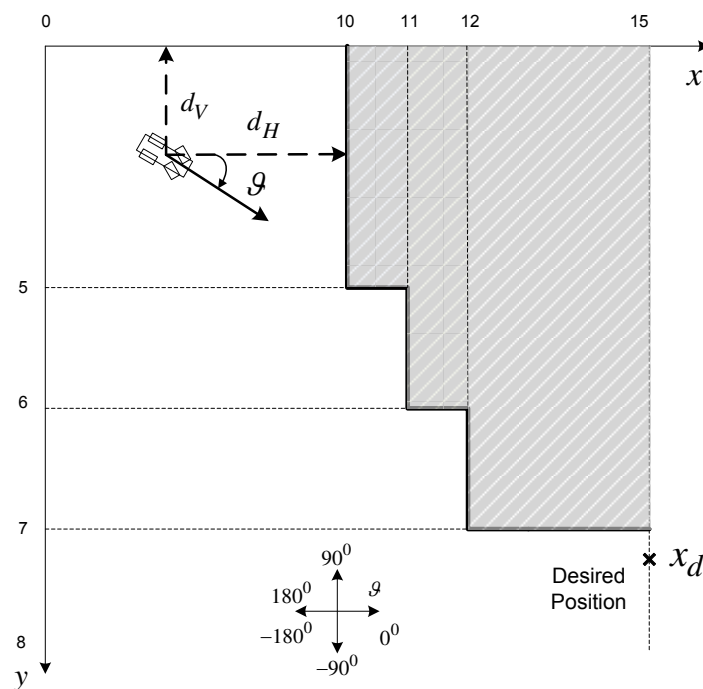 0 10 11 12 15
x
d_V
d_H
ϑ
5
6
7
x_d
90⁰
Desired
Position
180⁰ ϑ
−180⁰ 0⁰
−90⁰
8
y